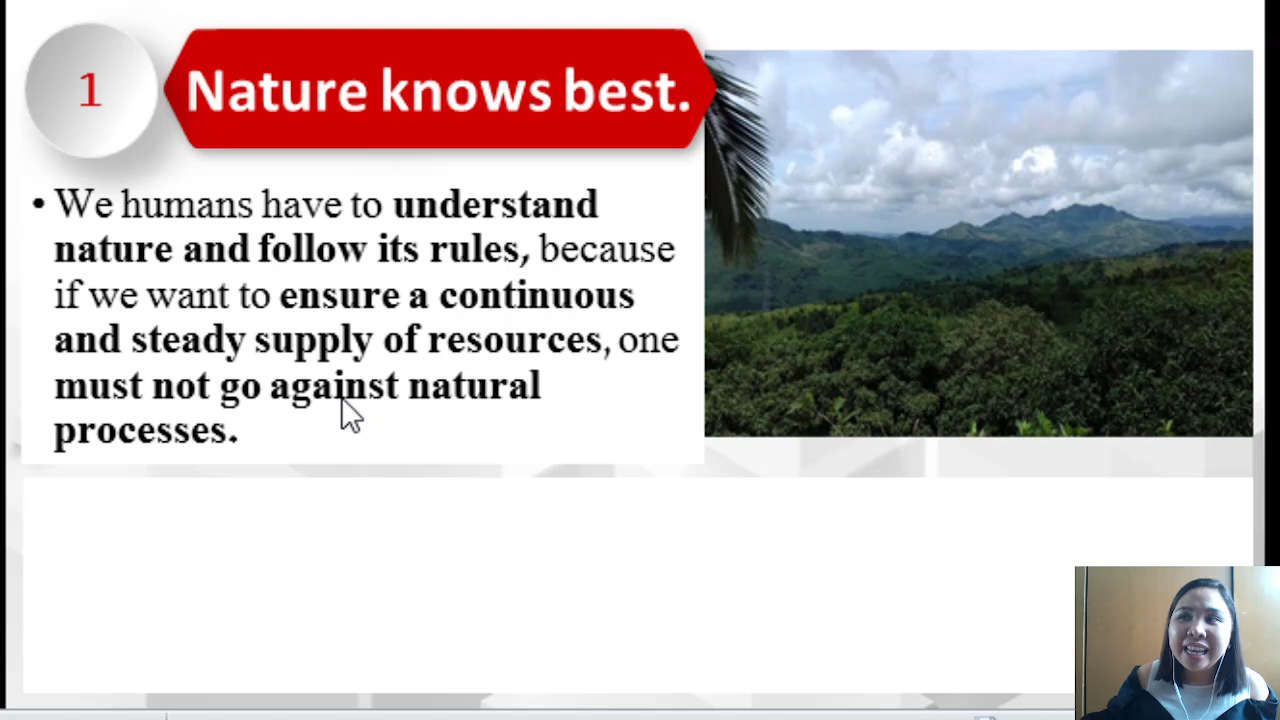 1
Nature knows best.
• We humans have to understand
nature and follow its rules, because
if we want to ensure a continuous
and steady supply of resources, one
must not go against natural
processes.